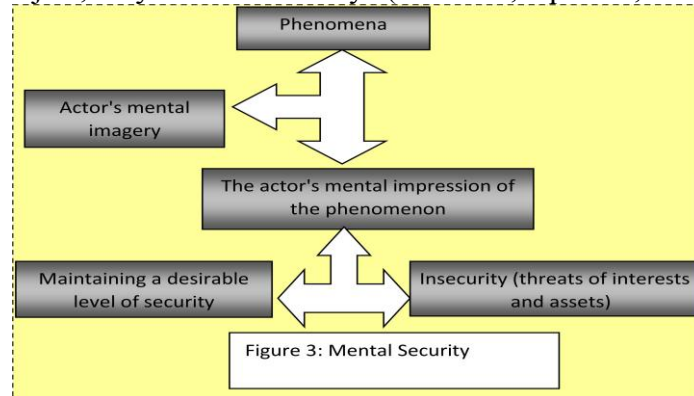 Phenomena
Actor's mental
imagery
The actor's mental impression of
the phenomenon
Maintaining a desirable
level of security
Insecurity (threats of interests
and assets)
Figure 3: Mental Security